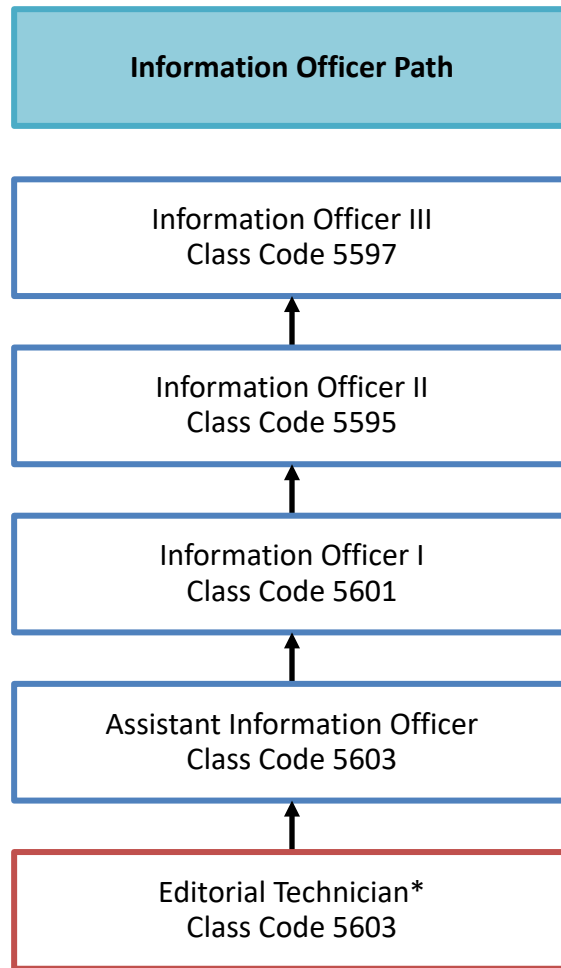 Information Officer Path
Information Officer III
Class Code 5597
Information Officer II
Class Code 5595
Information Officer I
Class Code 5601
Assistant Information Officer
Class Code 5603
Editorial Technician*
Class Code 5603